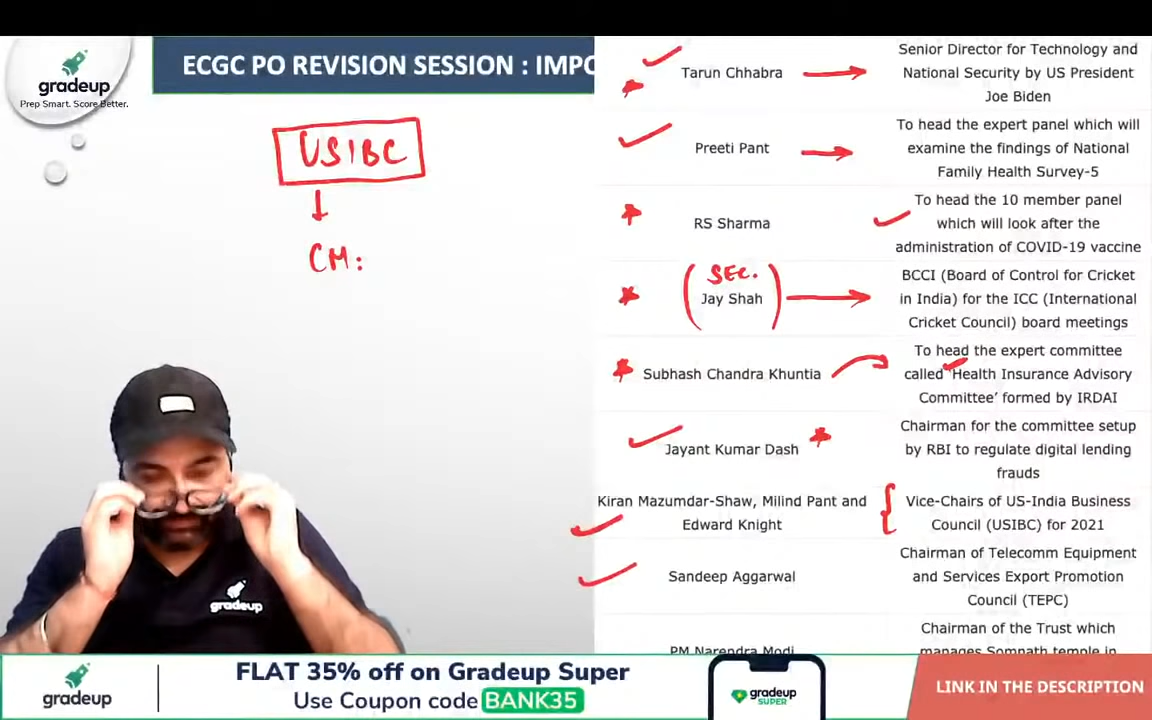 gradeup
Prep Smart. Score Better.
ECGC PO REVISION SESSION : IMPO
USIBC
CM:
Tarun Chhabra
Senior Director for Technology and
National Security by US President
Joe Biden
Preeti Pant
To head the expert panel which will
examine the findings of National
Family Health Survey-5
RS Sharma
To head the 10 member panel
which will look after the
administration of COVID-19 vaccine
SEC.
Jay Shah
BCCI (Board of Control for Cricket
in India) for the ICC (International
Cricket Council) board meetings
Subhash Chandra Khuntia
To head the expert committee
called 'Health Insurance Advisory
Committee' formed by IRDAI
Jayant Kumar Dash
Chairman for the committee setup
by RBI to regulate digital lending
frauds
Kiran Mazumdar-Shaw, Milind Pant and
Edward Knight
Vice-Chairs of US-India Business
Council (USIBC) for 2021
Sandeep Aggarwal
Chairman of Telecomm Equipment
and Services Export Promotion
Council (TEPC)
PM Narendra Modi
Chairman of the Trust which
manages Somnath temple in
gradeup
gradeup
FLAT 35% off on Gradeup Super
Use Coupon code BANK35
gradeup
SUPER
LINK IN THE DESCRIPTION